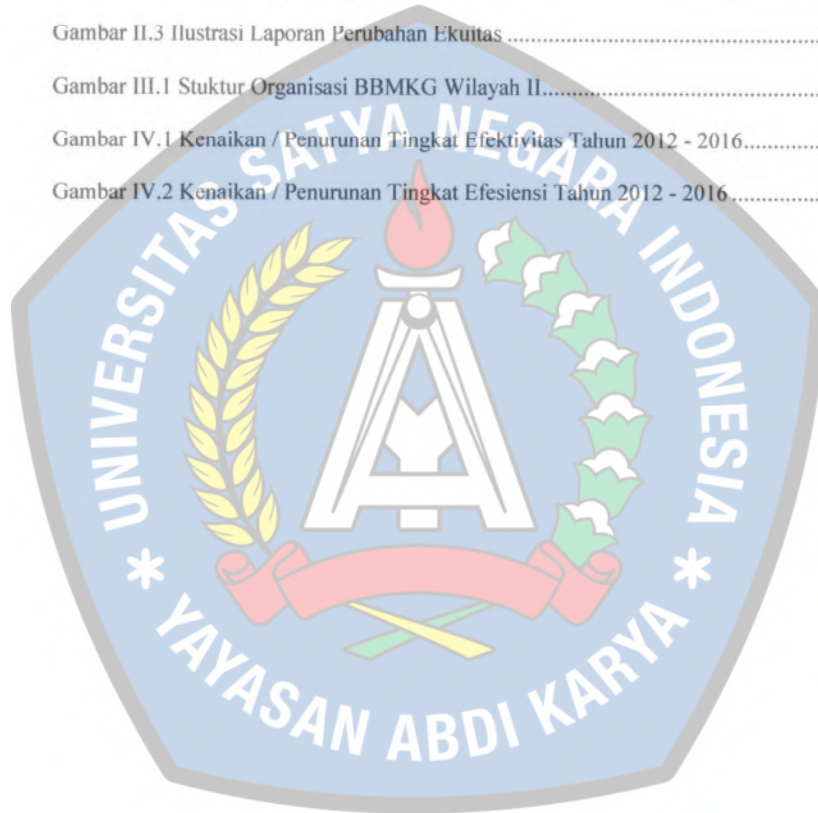 Gambar II.3 Ilustrasi Laporan Perubahan Ekuitas ........................................................
Gambar III.1 Stuktur Organisasi BBMKG Wilayah II.................................................
Gambar IV.1 Kenaikan / Penurunan Tingkat Efektivitas Tahun 2012 - 2016..............
Gambar IV.2 Kenaikan / Penurunan Tingkat Efesiensi Tahun 2012 - 2016................
UNIVERSITAS SATYA NEGARA INDONESIA
* YAYASAN ABDI KARYA *